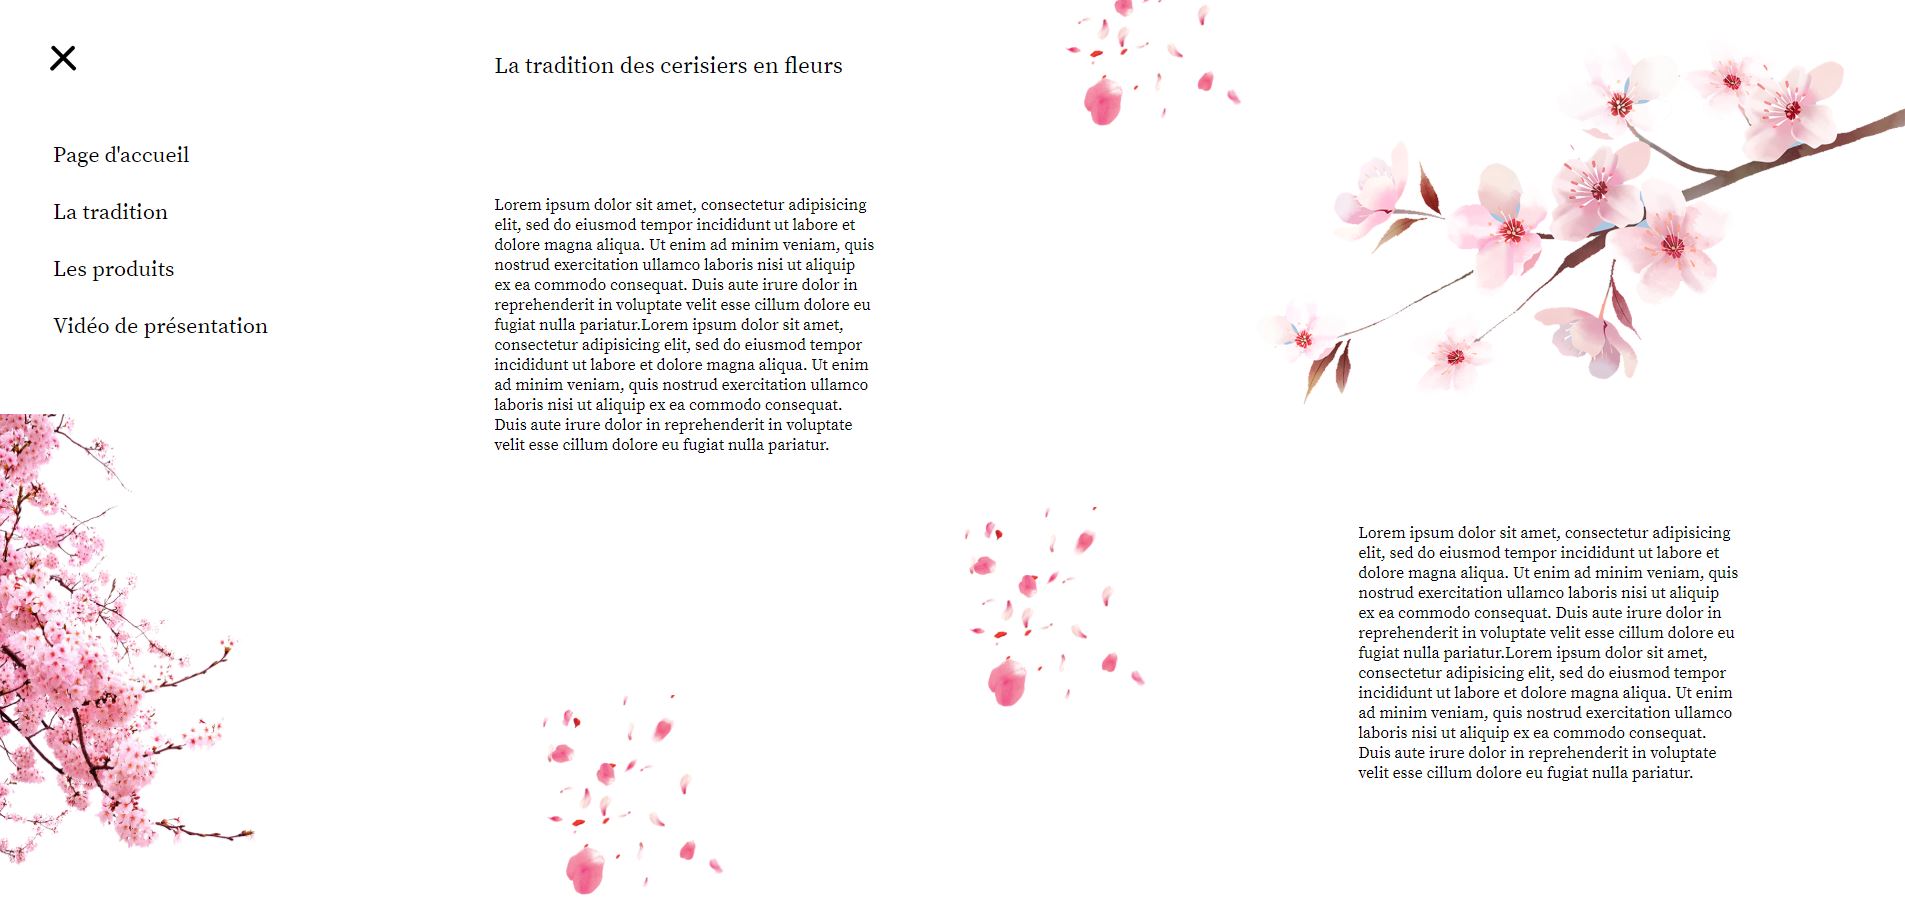 Page d'accueil
La tradition
Les produits
Vidéo de présentation
La tradition des cerisiers en fleurs
Lorem ipsum dolor sit amet, consectetur adipisicing
elit, sed do eiusmod tempor incididunt ut labore et
dolore magna aliqua. Ut enim ad minim veniam, quis
nostrud exercitation ullamco laboris nisi ut aliquip
ex ea commodo consequat. Duis aute irure dolor in
reprehenderit in voluptate velit esse cillum dolore eu
fugiat nulla pariatur.Lorem ipsum dolor sit amet,
consectetur adipisicing elit, sed do eiusmod tempor
incididunt ut labore et dolore magna aliqua. Ut enim
ad minim veniam, quis nostrud exercitation ullamco
laboris nisi ut aliquip ex ea commodo consequat.
Duis aute irure dolor in reprehenderit in voluptate
velit esse cillum dolore eu fugiat nulla pariatur.
Lorem ipsum dolor sit amet, consectetur adipisicing
elit, sed do eiusmod tempor incididunt ut labore et
dolore magna aliqua. Ut enim ad minim veniam, quis
nostrud exercitation ullamco laboris nisi ut aliquip
ex ea commodo consequat. Duis aute irure dolor in
reprehenderit in voluptate velit esse cillum dolore eu
fugiat nulla pariatur.Lorem ipsum dolor sit amet,
consectetur adipisicing elit, sed do eiusmod tempor
incididunt ut labore et dolore magna aliqua. Ut enim
ad minim veniam, quis nostrud exercitation ullamco
laboris nisi ut aliquip ex ea commodo consequat.
Duis aute irure dolor in reprehenderit in voluptate
velit esse cillum dolore eu fugiat nulla pariatur.